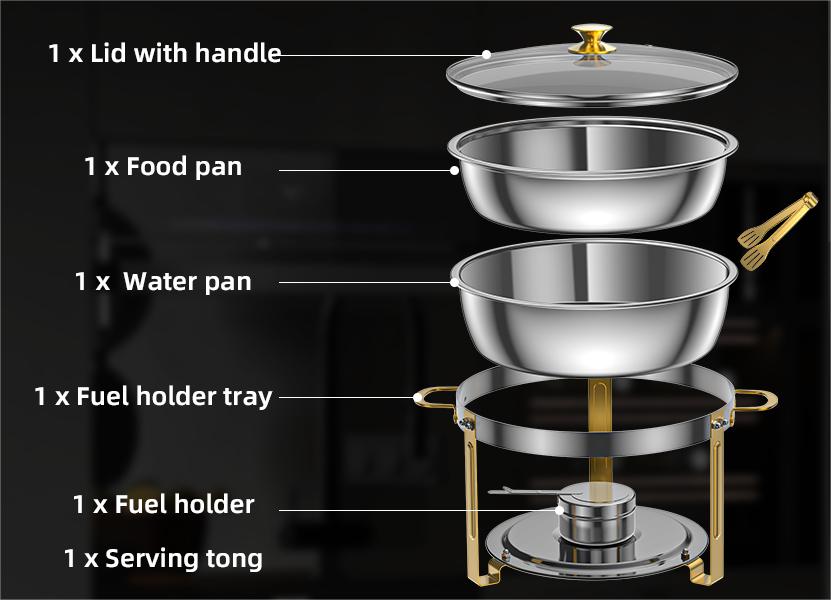 1 x Lid with handle
1 x Food pan
1 x  Water pan
1 x Fuel holder tray
1 x Fuel holder
1 x Serving tong